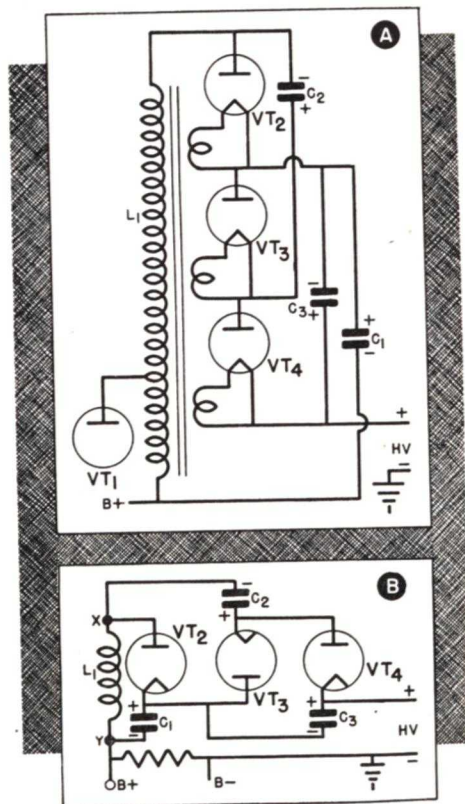 A
−
C2
+
VT2
L1
VT3
−
C3
+
+
C1
−
VT4
+
HV
−
VT1
B+
B
−
C2
+
X
VT2
L1
VT4
VT3
+
C1
−
+
C3
−
+
HV
−
Y
B+
B−